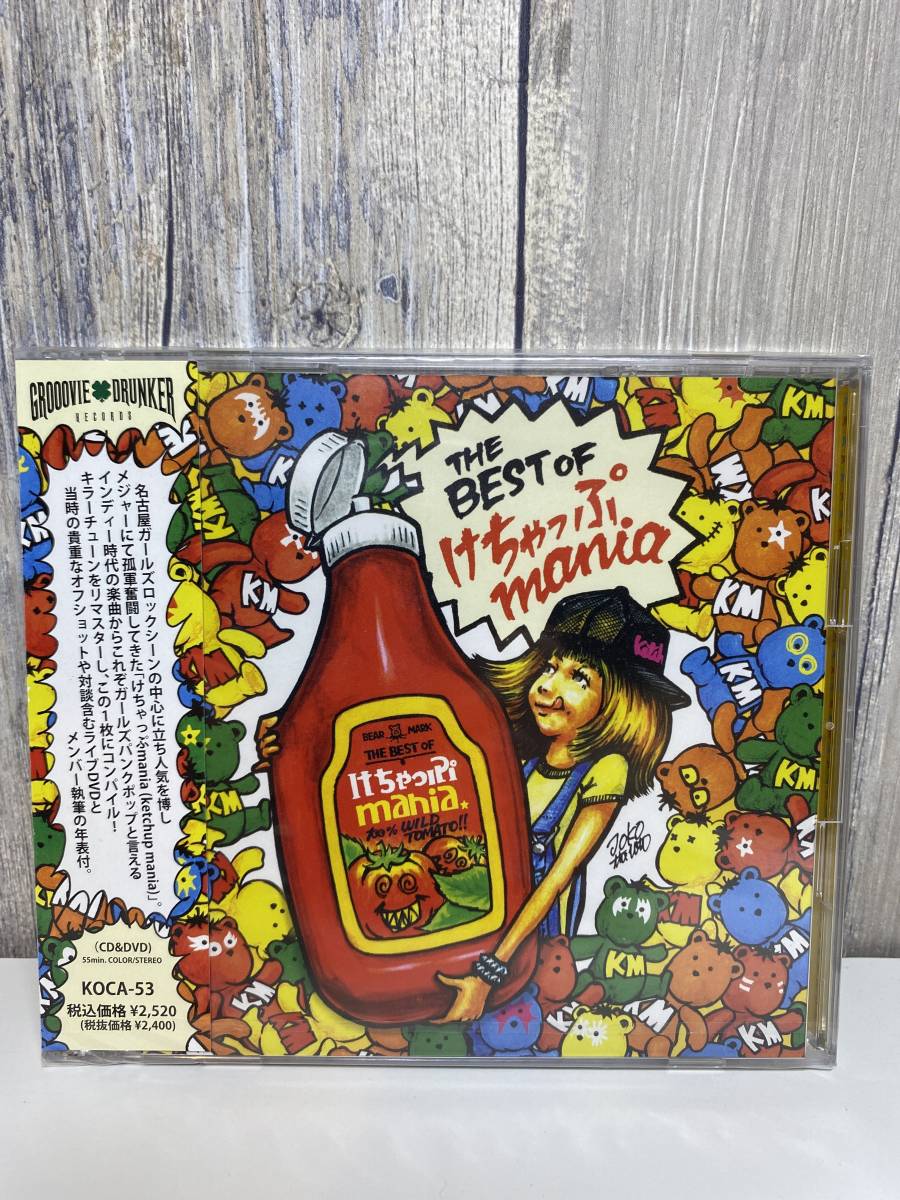 GROOOVIE DRUNKER
RECORDS
名古屋ガールズロックシーンの中心に立ち人気を博し
メジャーにて孤軍奮闘してきた「けちゃっぷmania (ketchup mania)」。
インディー時代の楽曲からこれぞガールズパンクポップと言える
キラーチューンをリマスターし、この1枚にコンパイル！
当時の貴重なオフショットや対談含むライブDVDと
メンバー執筆の年表付。
(CD&DVD)
55min. COLOR/STEREO
KOCA-53
税込価格 ¥2,520
(税抜価格 ¥2,400)
THE
BEST OF
けちゃっぷ
mania
BEAR MARK
THE BEST OF
けちゃっぷ
mania
100% WILD
TOMATO!!
KM
KM
KM
KM
KM
KM
KM
KM
KM